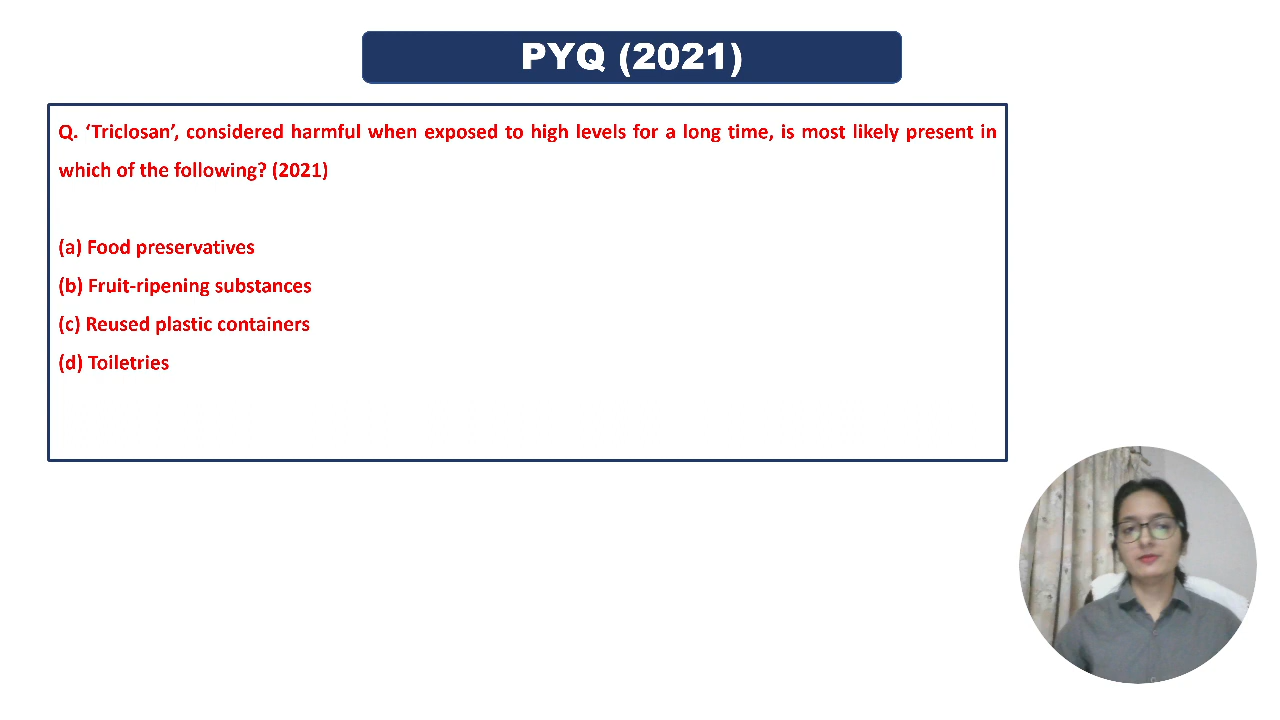 PYQ (2021)
Q. ‘Triclosan’, considered harmful when exposed to high levels for a long time, is most likely present in
which of the following? (2021)
(a) Food preservatives
(b) Fruit-ripening substances
(c) Reused plastic containers
(d) Toiletries